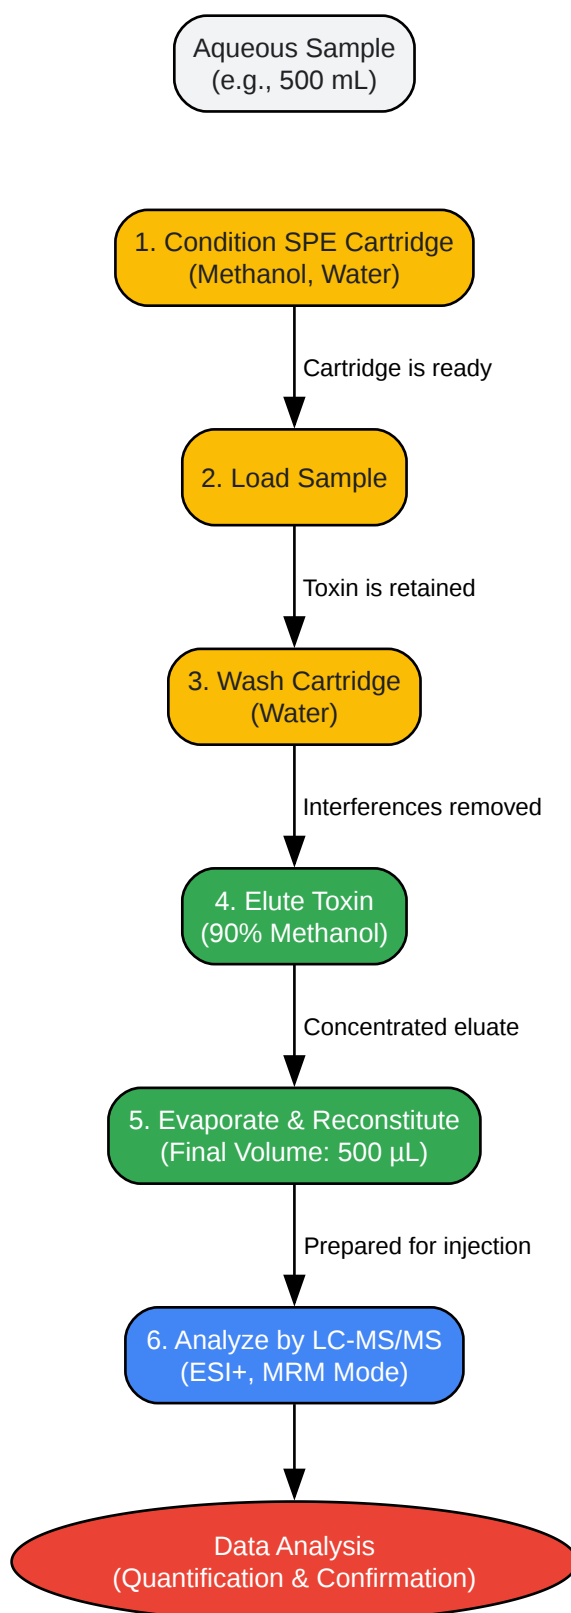 Aqueous Sample
(e.g., 500 mL)
1. Condition SPE Cartridge
(Methanol, Water)
Cartridge is ready
2. Load Sample
Toxin is retained
3. Wash Cartridge
(Water)
Interferences removed
4. Elute Toxin
(90% Methanol)
Concentrated eluate
5. Evaporate & Reconstitute
(Final Volume: 500 µL)
Prepared for injection
6. Analyze by LC-MS/MS
(ESI+, MRM Mode)
Data Analysis
(Quantification & Confirmation)